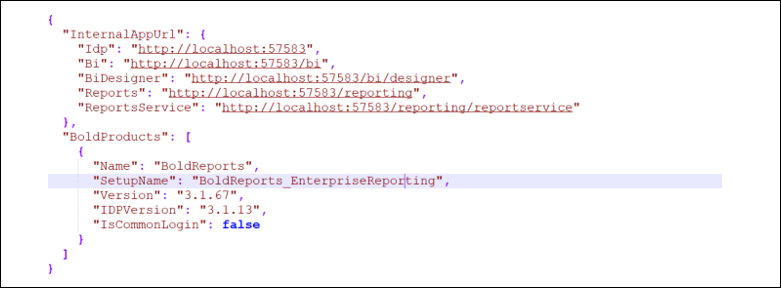 {
"InternalAppUrl": {
"Idp": "http://localhost:57583",
"Bi": "http://localhost:57583/bi",
"BiDesigner": "http://localhost:57583/bi/designer",
"Reports": "http://localhost:57583/reporting",
"ReportsService": "http://localhost:57583/reporting/reportservice"
},
"BoldProducts": [
{
"Name": "BoldReports",
"SetupName": "BoldReports_EnterpriseReporting",
"Version": "3.1.67",
"IDPVersion": "3.1.13",
"IsCommonLogin": false
}
]
}